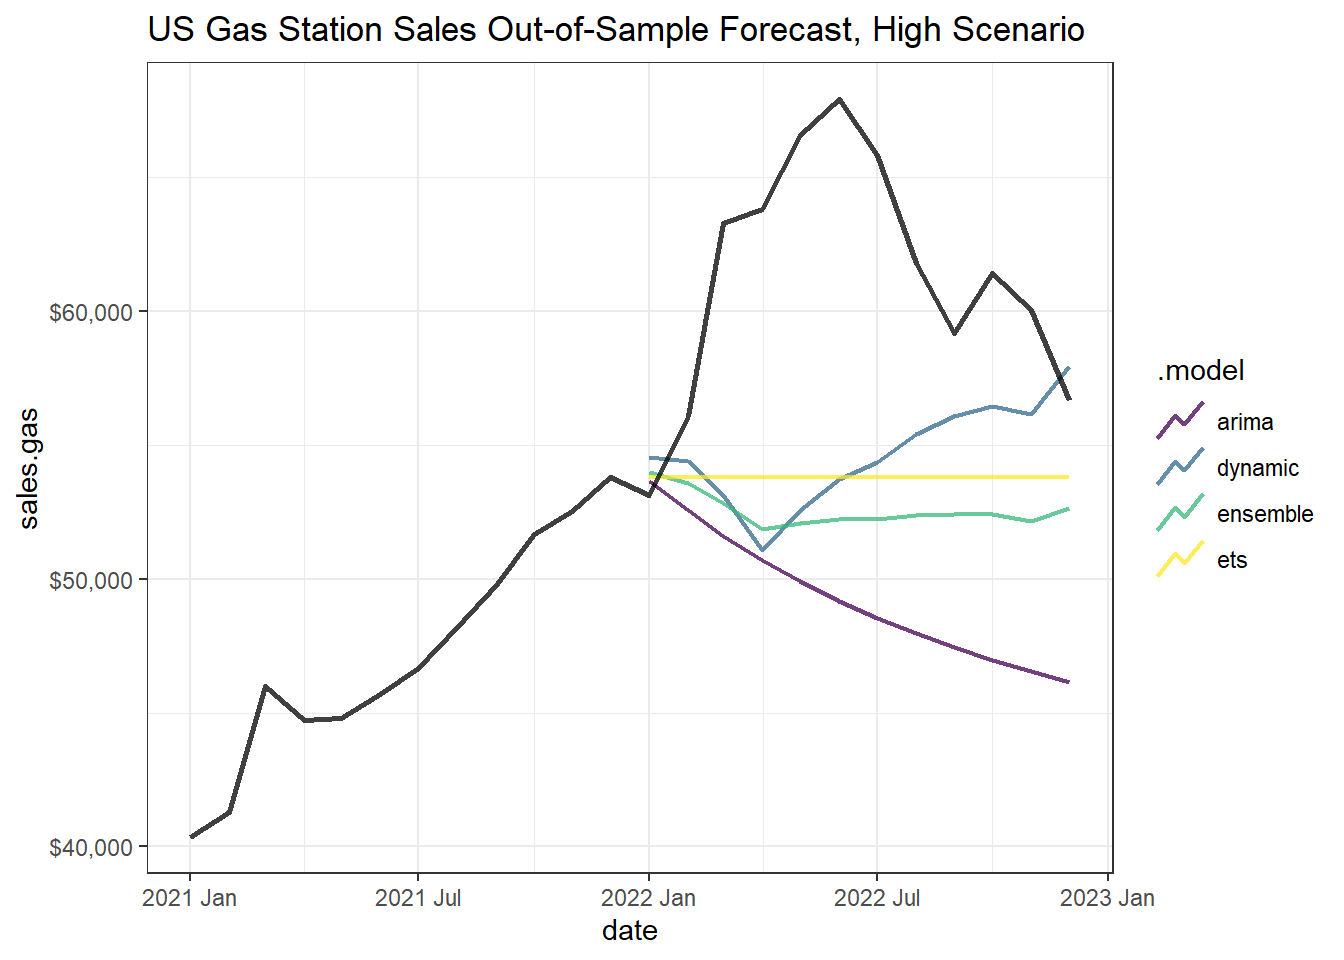 US Gas Station Sales Out-of-Sample Forecast, High Scenario
sales.gas
$60,000
$50,000
$40,000
2021 Jan
2021 Jul
2022 Jan
2022 Jul
2023 Jan
date
.model
arima
dynamic
ensemble
ets